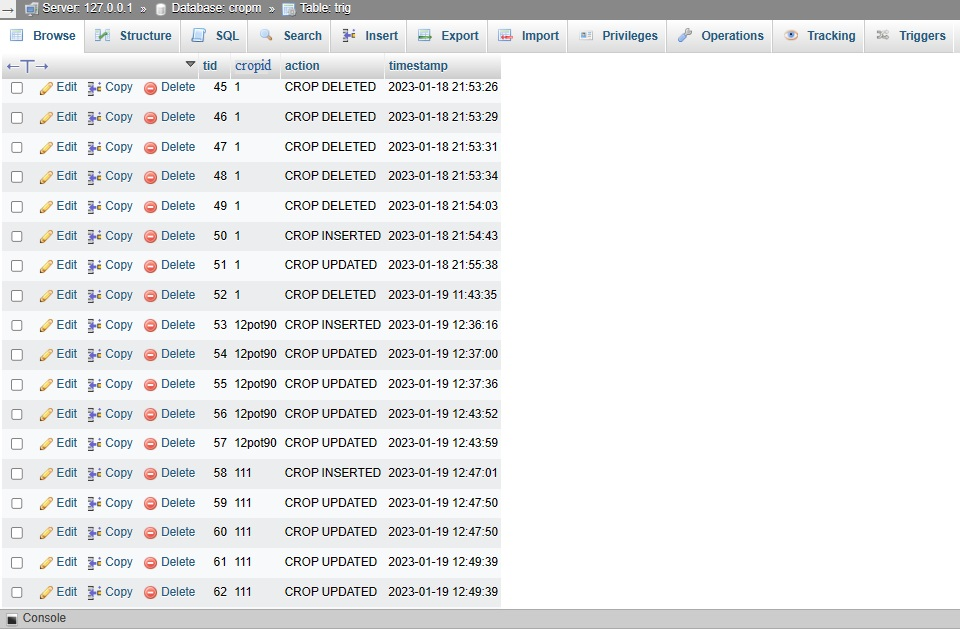 Server: 127.0.0.1 » Database: cropm » Table: trig
Browse Structure SQL Search Insert Export Import Privileges Operations Tracking Triggers
←T→ tid cropid action timestamp
Edit Copy Delete 45 1 CROP DELETED 2023-01-18 21:53:26
Edit Copy Delete 46 1 CROP DELETED 2023-01-18 21:53:29
Edit Copy Delete 47 1 CROP DELETED 2023-01-18 21:53:31
Edit Copy Delete 48 1 CROP DELETED 2023-01-18 21:53:34
Edit Copy Delete 49 1 CROP DELETED 2023-01-18 21:54:03
Edit Copy Delete 50 1 CROP INSERTED 2023-01-18 21:54:43
Edit Copy Delete 51 1 CROP UPDATED 2023-01-18 21:55:38
Edit Copy Delete 52 1 CROP DELETED 2023-01-19 11:43:35
Edit Copy Delete 53 12pot90 CROP INSERTED 2023-01-19 12:36:16
Edit Copy Delete 54 12pot90 CROP UPDATED 2023-01-19 12:37:00
Edit Copy Delete 55 12pot90 CROP UPDATED 2023-01-19 12:37:36
Edit Copy Delete 56 12pot90 CROP UPDATED 2023-01-19 12:43:52
Edit Copy Delete 57 12pot90 CROP UPDATED 2023-01-19 12:43:59
Edit Copy Delete 58 111 CROP INSERTED 2023-01-19 12:47:01
Edit Copy Delete 59 111 CROP UPDATED 2023-01-19 12:47:50
Edit Copy Delete 60 111 CROP UPDATED 2023-01-19 12:47:50
Edit Copy Delete 61 111 CROP UPDATED 2023-01-19 12:49:39
Edit Copy Delete 62 111 CROP UPDATED 2023-01-19 12:49:39
Console